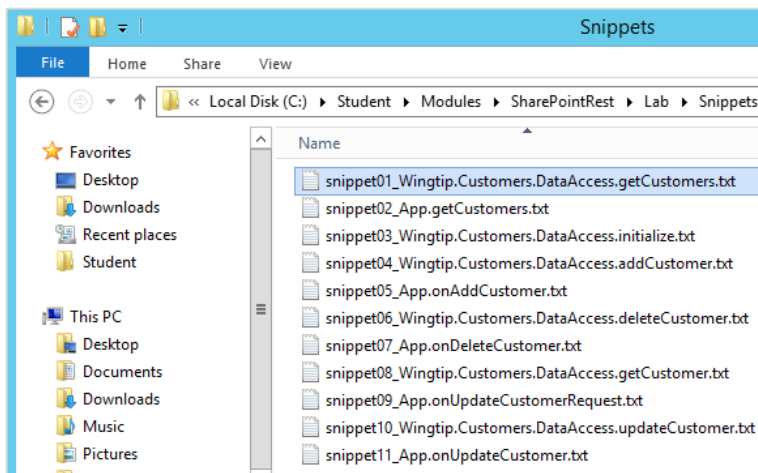 Snippets
File Home Share View
« Local Disk (C:) ▸ Student ▸ Modules ▸ SharePointRest ▸ Lab ▸ Snippets
Name
Favorites
Desktop
Downloads
Recent places
Student
This PC
Desktop
Documents
Downloads
Music
Pictures
snippet01_Wingtip.Customers.DataAccess.getCustomers.txt
snippet02_App.getCustomers.txt
snippet03_Wingtip.Customers.DataAccess.initialize.txt
snippet04_Wingtip.Customers.DataAccess.addCustomer.txt
snippet05_App.onAddCustomer.txt
snippet06_Wingtip.Customers.DataAccess.deleteCustomer.txt
snippet07_App.onDeleteCustomer.txt
snippet08_Wingtip.Customers.DataAccess.getCustomer.txt
snippet09_App.onUpdateCustomerRequest.txt
snippet10_Wingtip.Customers.DataAccess.updateCustomer.txt
snippet11_App.onUpdateCustomer.txt